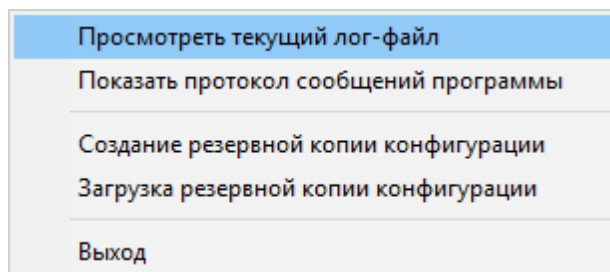 Просмотреть текущий лог-файл
Показать протокол сообщений программы
Создание резервной копии конфигурации
Загрузка резервной копии конфигурации
Выход